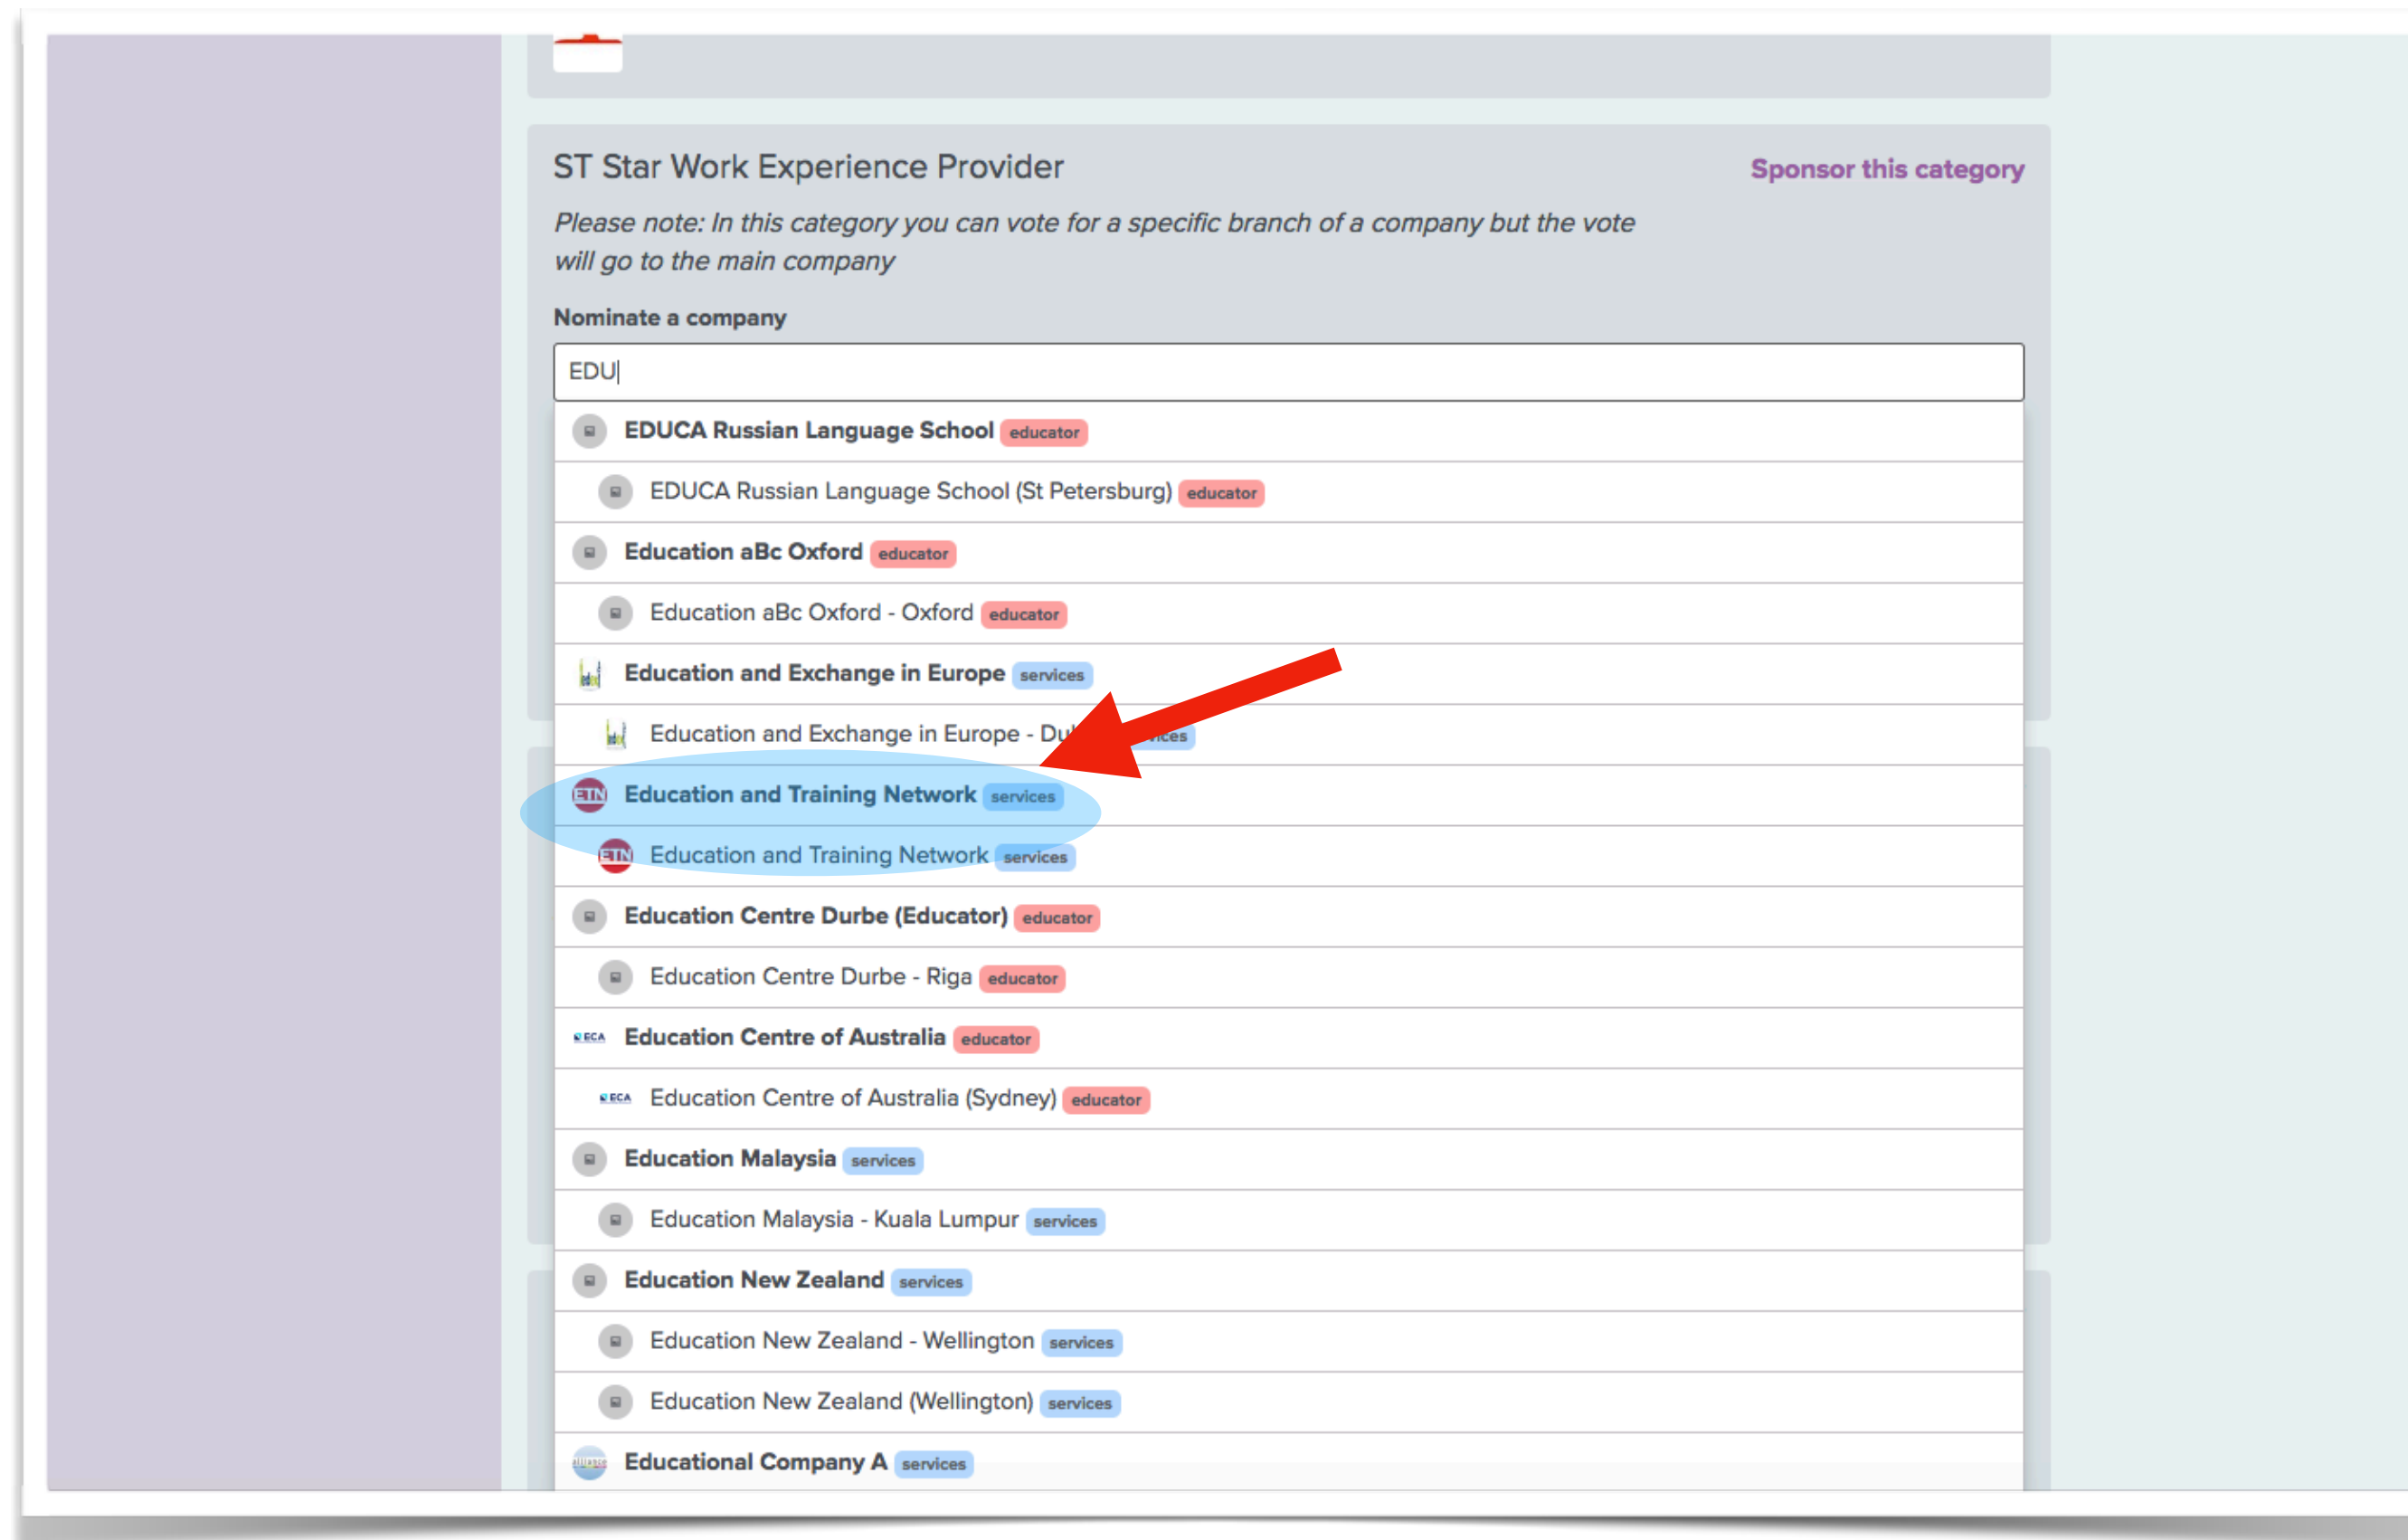 ST Star Work Experience Provider
Sponsor this category
Please note: In this category you can vote for a specific branch of a company but the vote
will go to the main company
Nominate a company
EDU
EDUCA Russian Language School educator
EDUCA Russian Language School (St Petersburg) educator
Education aBc Oxford educator
Education aBc Oxford - Oxford educator
Education and Exchange in Europe services
Education and Exchange in Europe -
ETN Education and Training Network services
ETN Education and Training Network services
Education Centre Durbe (Educator) educator
Education Centre Durbe - Riga educator
ECA Education Centre of Australia educator
ECA Education Centre of Australia (Sydney) educator
Education Malaysia services
Education Malaysia - Kuala Lumpur services
Education New Zealand services
Education New Zealand - Wellington services
Education New Zealand (Wellington) services
Educational Company A services